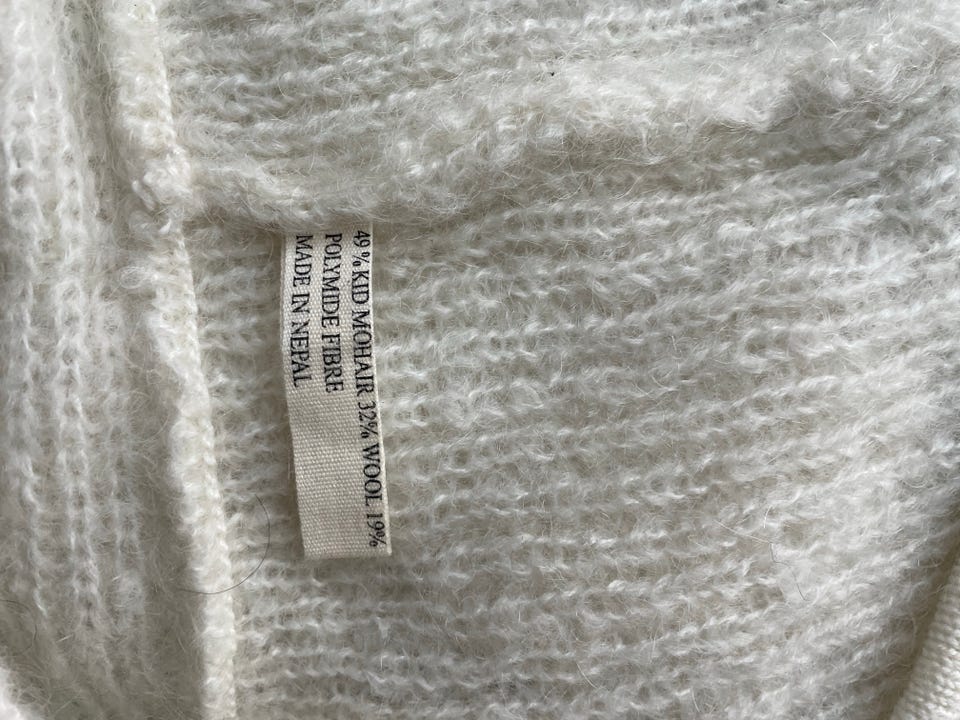 49% KID MOHAIR 32% WOOL 19%
POLYMIDE FIBRE
MADE IN NEPAL